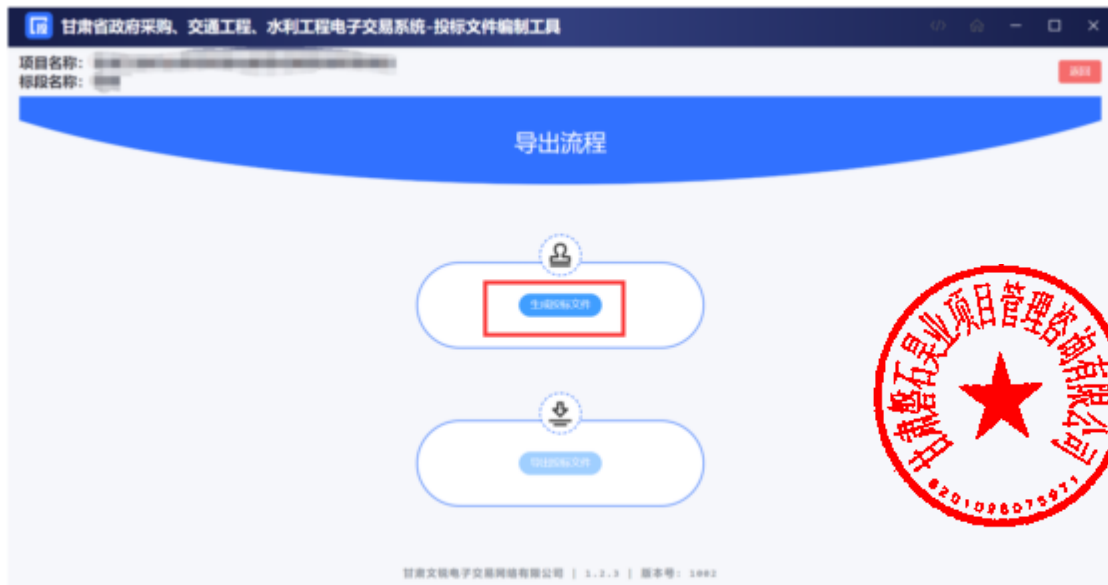 投
甘肃省政府采购、交通工程、水利工程电子交易系统-投标文件编制工具
项目名称：
标段名称：
返回
导出流程
生成投标文件
导出投标文件
甘肃磐石昊业项目管理咨询有限公司
6201098075971
甘肃文锐电子交易网络有限公司 | 1.2.3 | 版本号: 1002